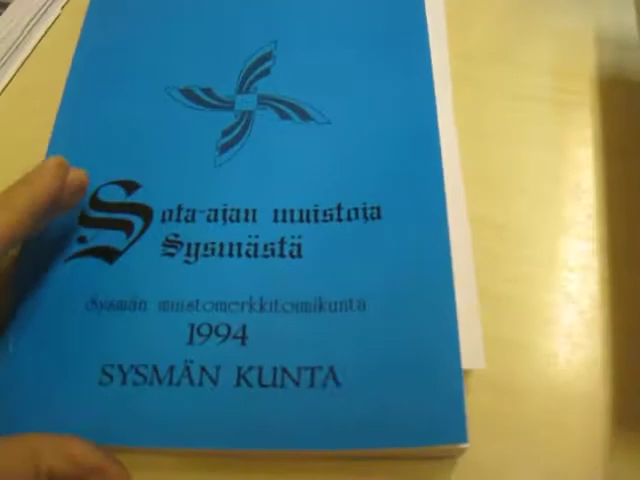 Sota-ajan muistoja
Sysmästä
Sysmän muistomerkkitoimikunta
1994
SYSMÄN KUNTA